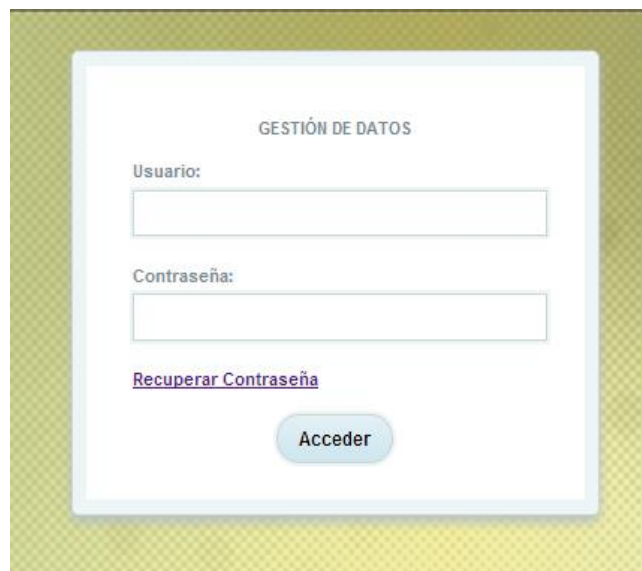 GESTIÓN DE DATOS
Usuario:
Contraseña:
Recuperar Contraseña
Acceder